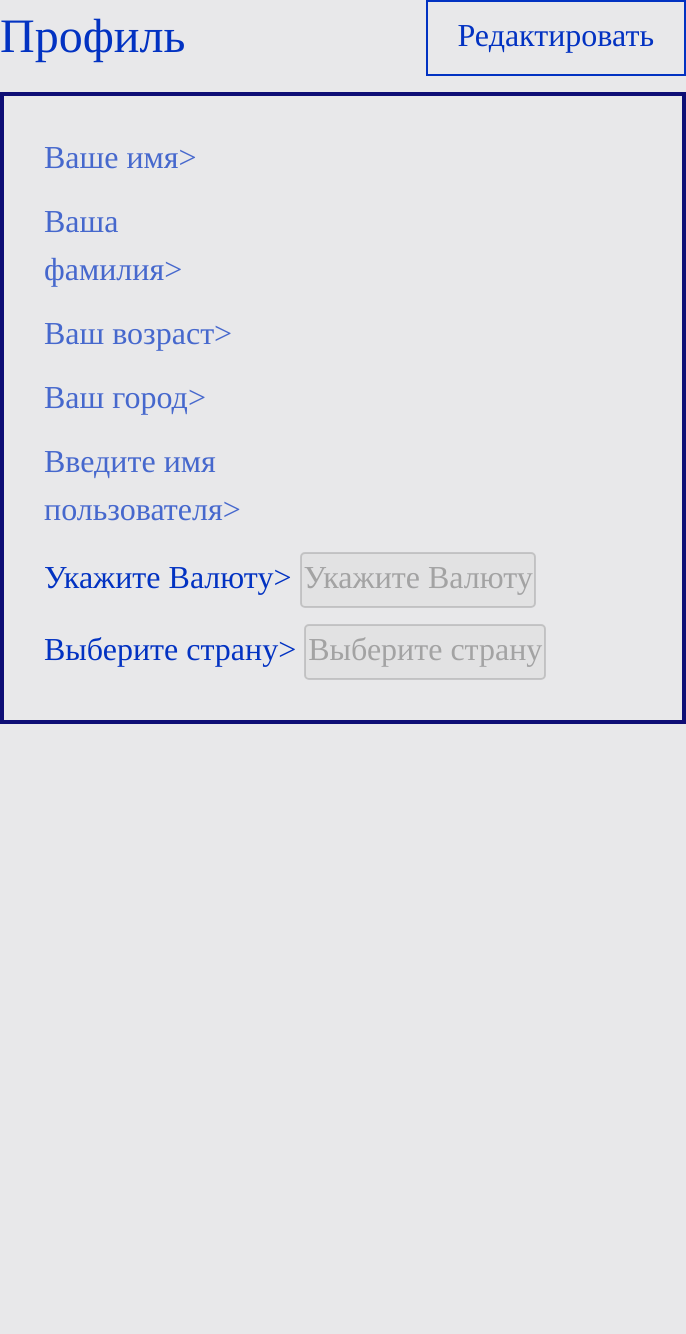 Профиль
Редактировать
Ваше имя>
Ваша
фамилия>
Ваш возраст>
Ваш город>
Введите имя
пользователя>
Укажите Валюту> Укажите Валюту
Выберите страну> Выберите страну